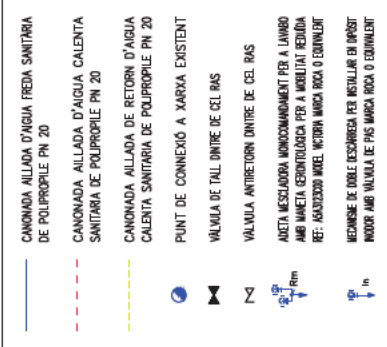 CANONADA AILLADA D'AIGUA FREDA SANITÀRIA
DE POLIPROPILE PN 20
CANONADA AILLADA D'AIGUA CALENTA
SANITARIA DE POLIPROPILE PN 20
CANONADA AILLADA DE RETORN D'AIGUA
CALENTA SANITARIA DE POLIPROPILE PN 20
PUNT DE CONNEXIÓ A XARXA EXISTENT
VÀLVULA DE TALL DINTRE DE CEL RAS
VÀLVULA ANTIRETORN DINTRE DE CEL RAS
Rm
AIXETA MESCLADORA MONOCOMANDAMENT PER A LAVABO
AMB MANETA GERONTOLÒGICA PER A MOBILITAT REDUÏDA
REF: A5A3123C00 MODEL VICTORIA MARCA ROCA O EQUIVALENT
In
MECANISME DE DOBLE DESCÀRREGA PER INSTAL.LAR EN DIPÒSIT
INODOR AMB VÀLVULA DE PAS MARCA ROCA O EQUIVALENT